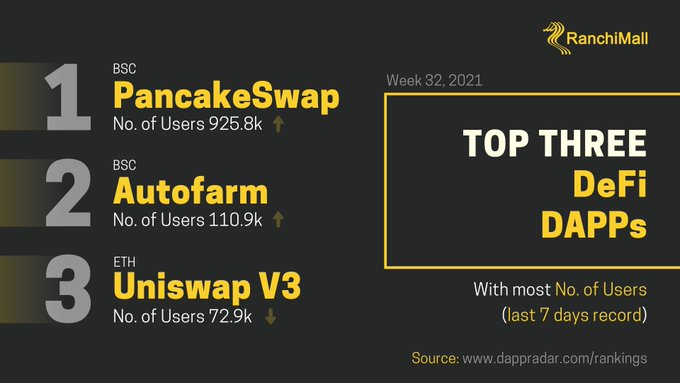 RanchiMall
1
BSC
PancakeSwap
No. of Users 925.8k
2
BSC
Autofarm
No. of Users 110.9k
3
ETH
Uniswap V3
No. of Users 72.9k
Week 32, 2021
TOP THREE
DeFi
DAPPs
With most No. of Users
(last 7 days record)
Source: www.dappradar.com/rankings